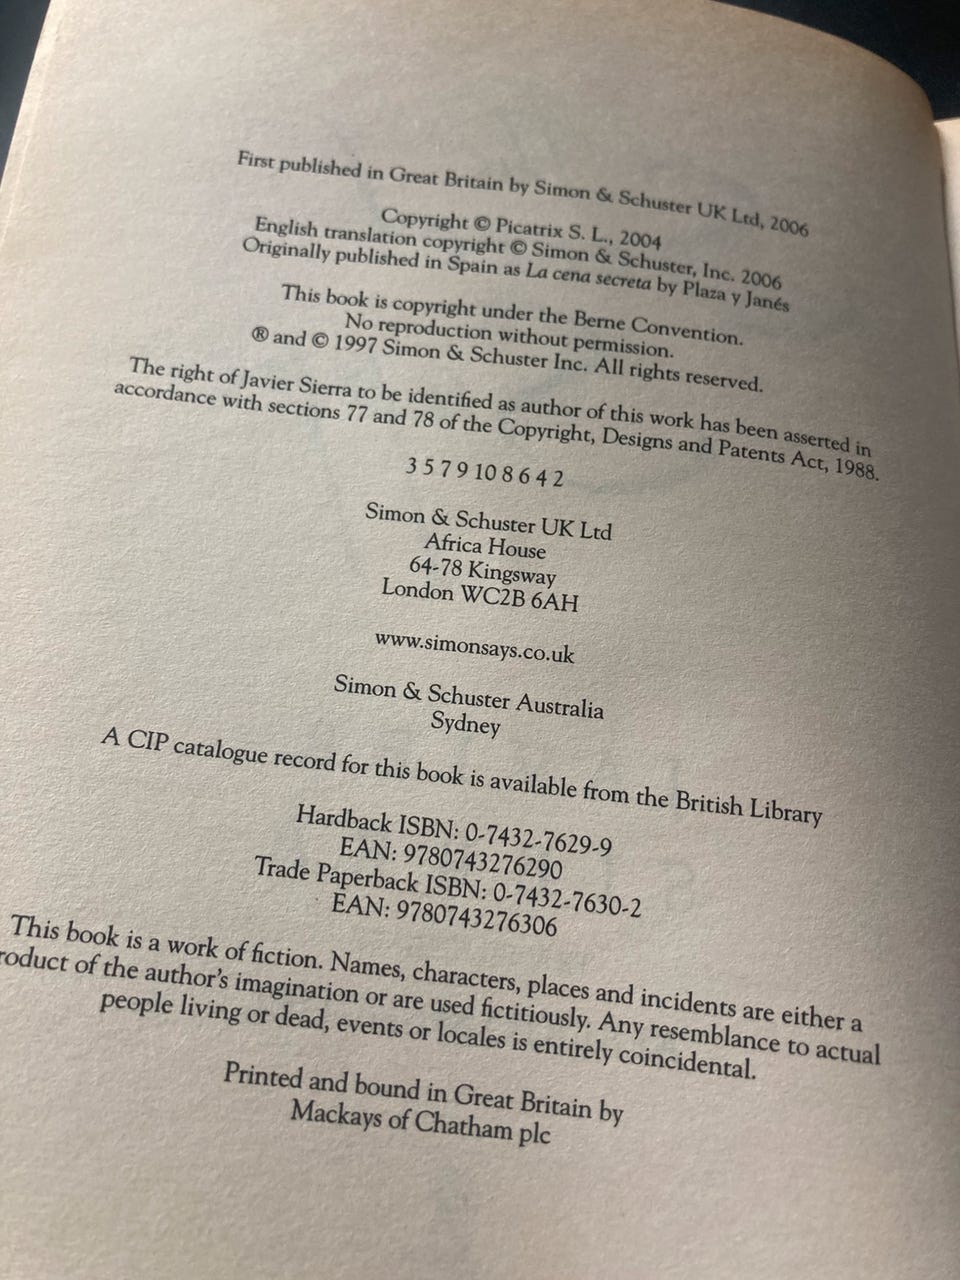 First published in Great Britain by Simon & Schuster UK Ltd, 2006
Copyright © Picatrix S. L., 2004
English translation copyright © Simon & Schuster, Inc. 2006
Originally published in Spain as La cena secreta by Plaza y Janés
This book is copyright under the Berne Convention.
No reproduction without permission.
® and © 1997 Simon & Schuster Inc. All rights reserved.
The right of Javier Sierra to be identified as author of this work has been asserted in
accordance with sections 77 and 78 of the Copyright, Designs and Patents Act, 1988.
3 5 7 9 10 8 6 4 2
Simon & Schuster UK Ltd
Africa House
64-78 Kingsway
London WC2B 6AH
www.simonsays.co.uk
Simon & Schuster Australia
Sydney
A CIP catalogue record for this book is available from the British Library
Hardback ISBN: 0-7432-7629-9
EAN: 9780743276290
Trade Paperback ISBN: 0-7432-7630-2
EAN: 9780743276306
This book is a work of fiction. Names, characters, places and incidents are either a
roduct of the author's imagination or are used fictitiously. Any resemblance to actual
people living or dead, events or locales is entirely coincidental.
Printed and bound in Great Britain by
Mackays of Chatham plc